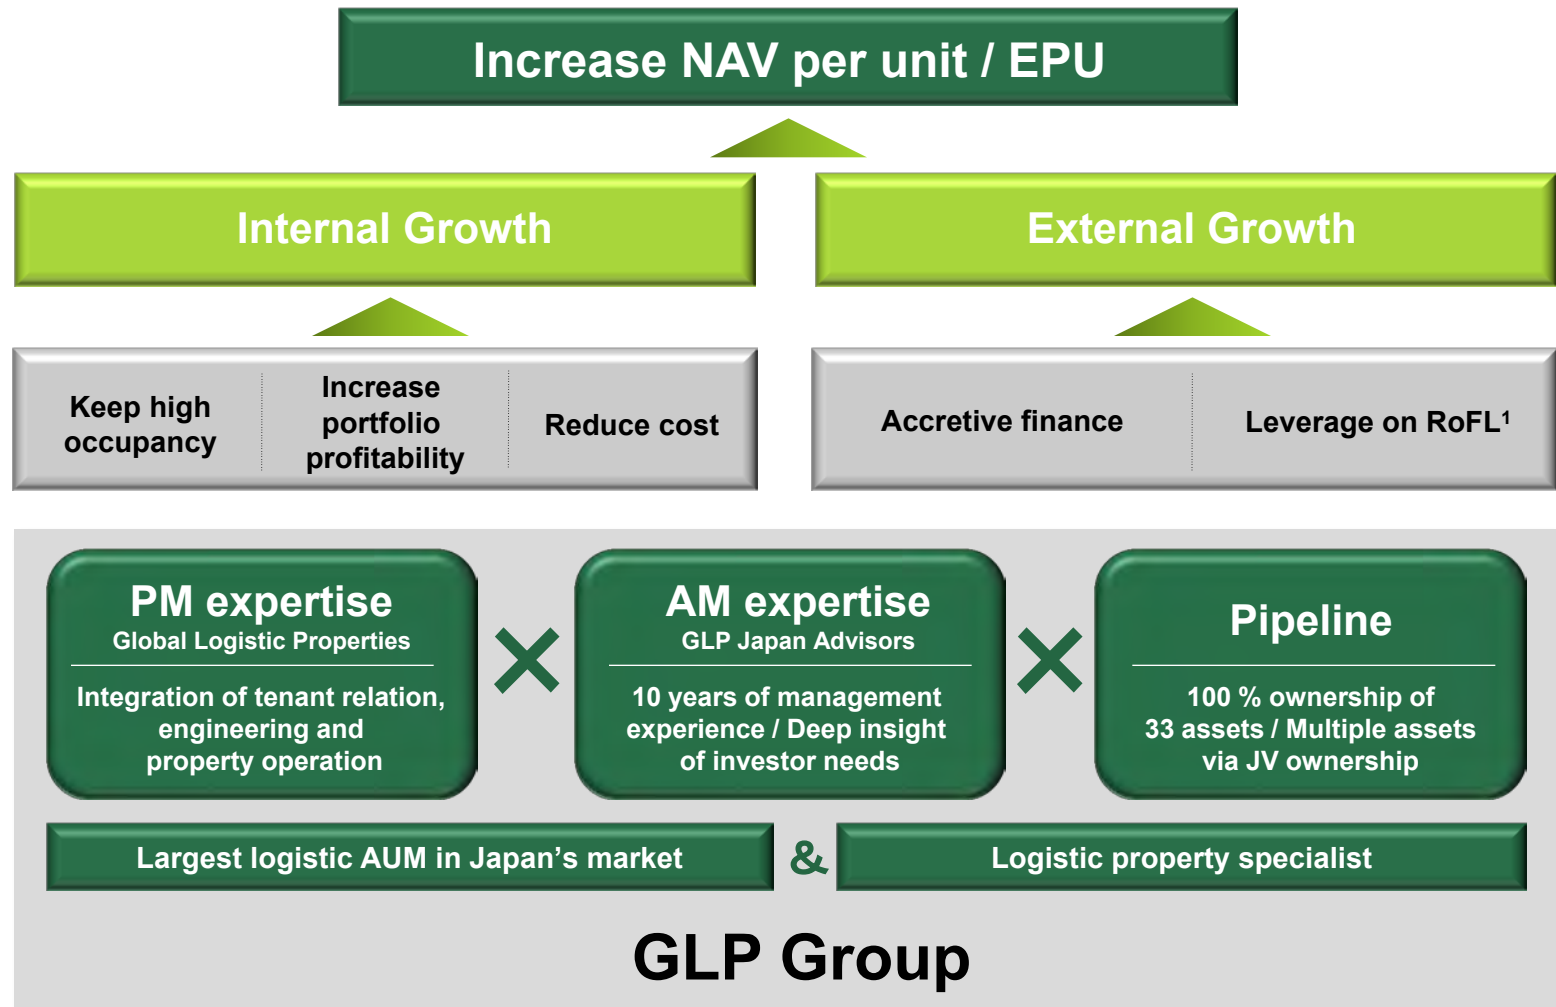 Increase NAV per unit / EPU
Internal Growth
External Growth
Keep high
occupancy
Increase
portfolio
profitability
Reduce cost
Accretive finance
Leverage on RoFL¹
PM expertise
Global Logistic Properties
Integration of tenant relation,
engineering and
property operation
×
AM expertise
GLP Japan Advisors
10 years of management
experience / Deep insight
of investor needs
×
Pipeline
100 % ownership of
33 assets / Multiple assets
via JV ownership
Largest logistic AUM in Japan’s market
&
Logistic property specialist
GLP Group